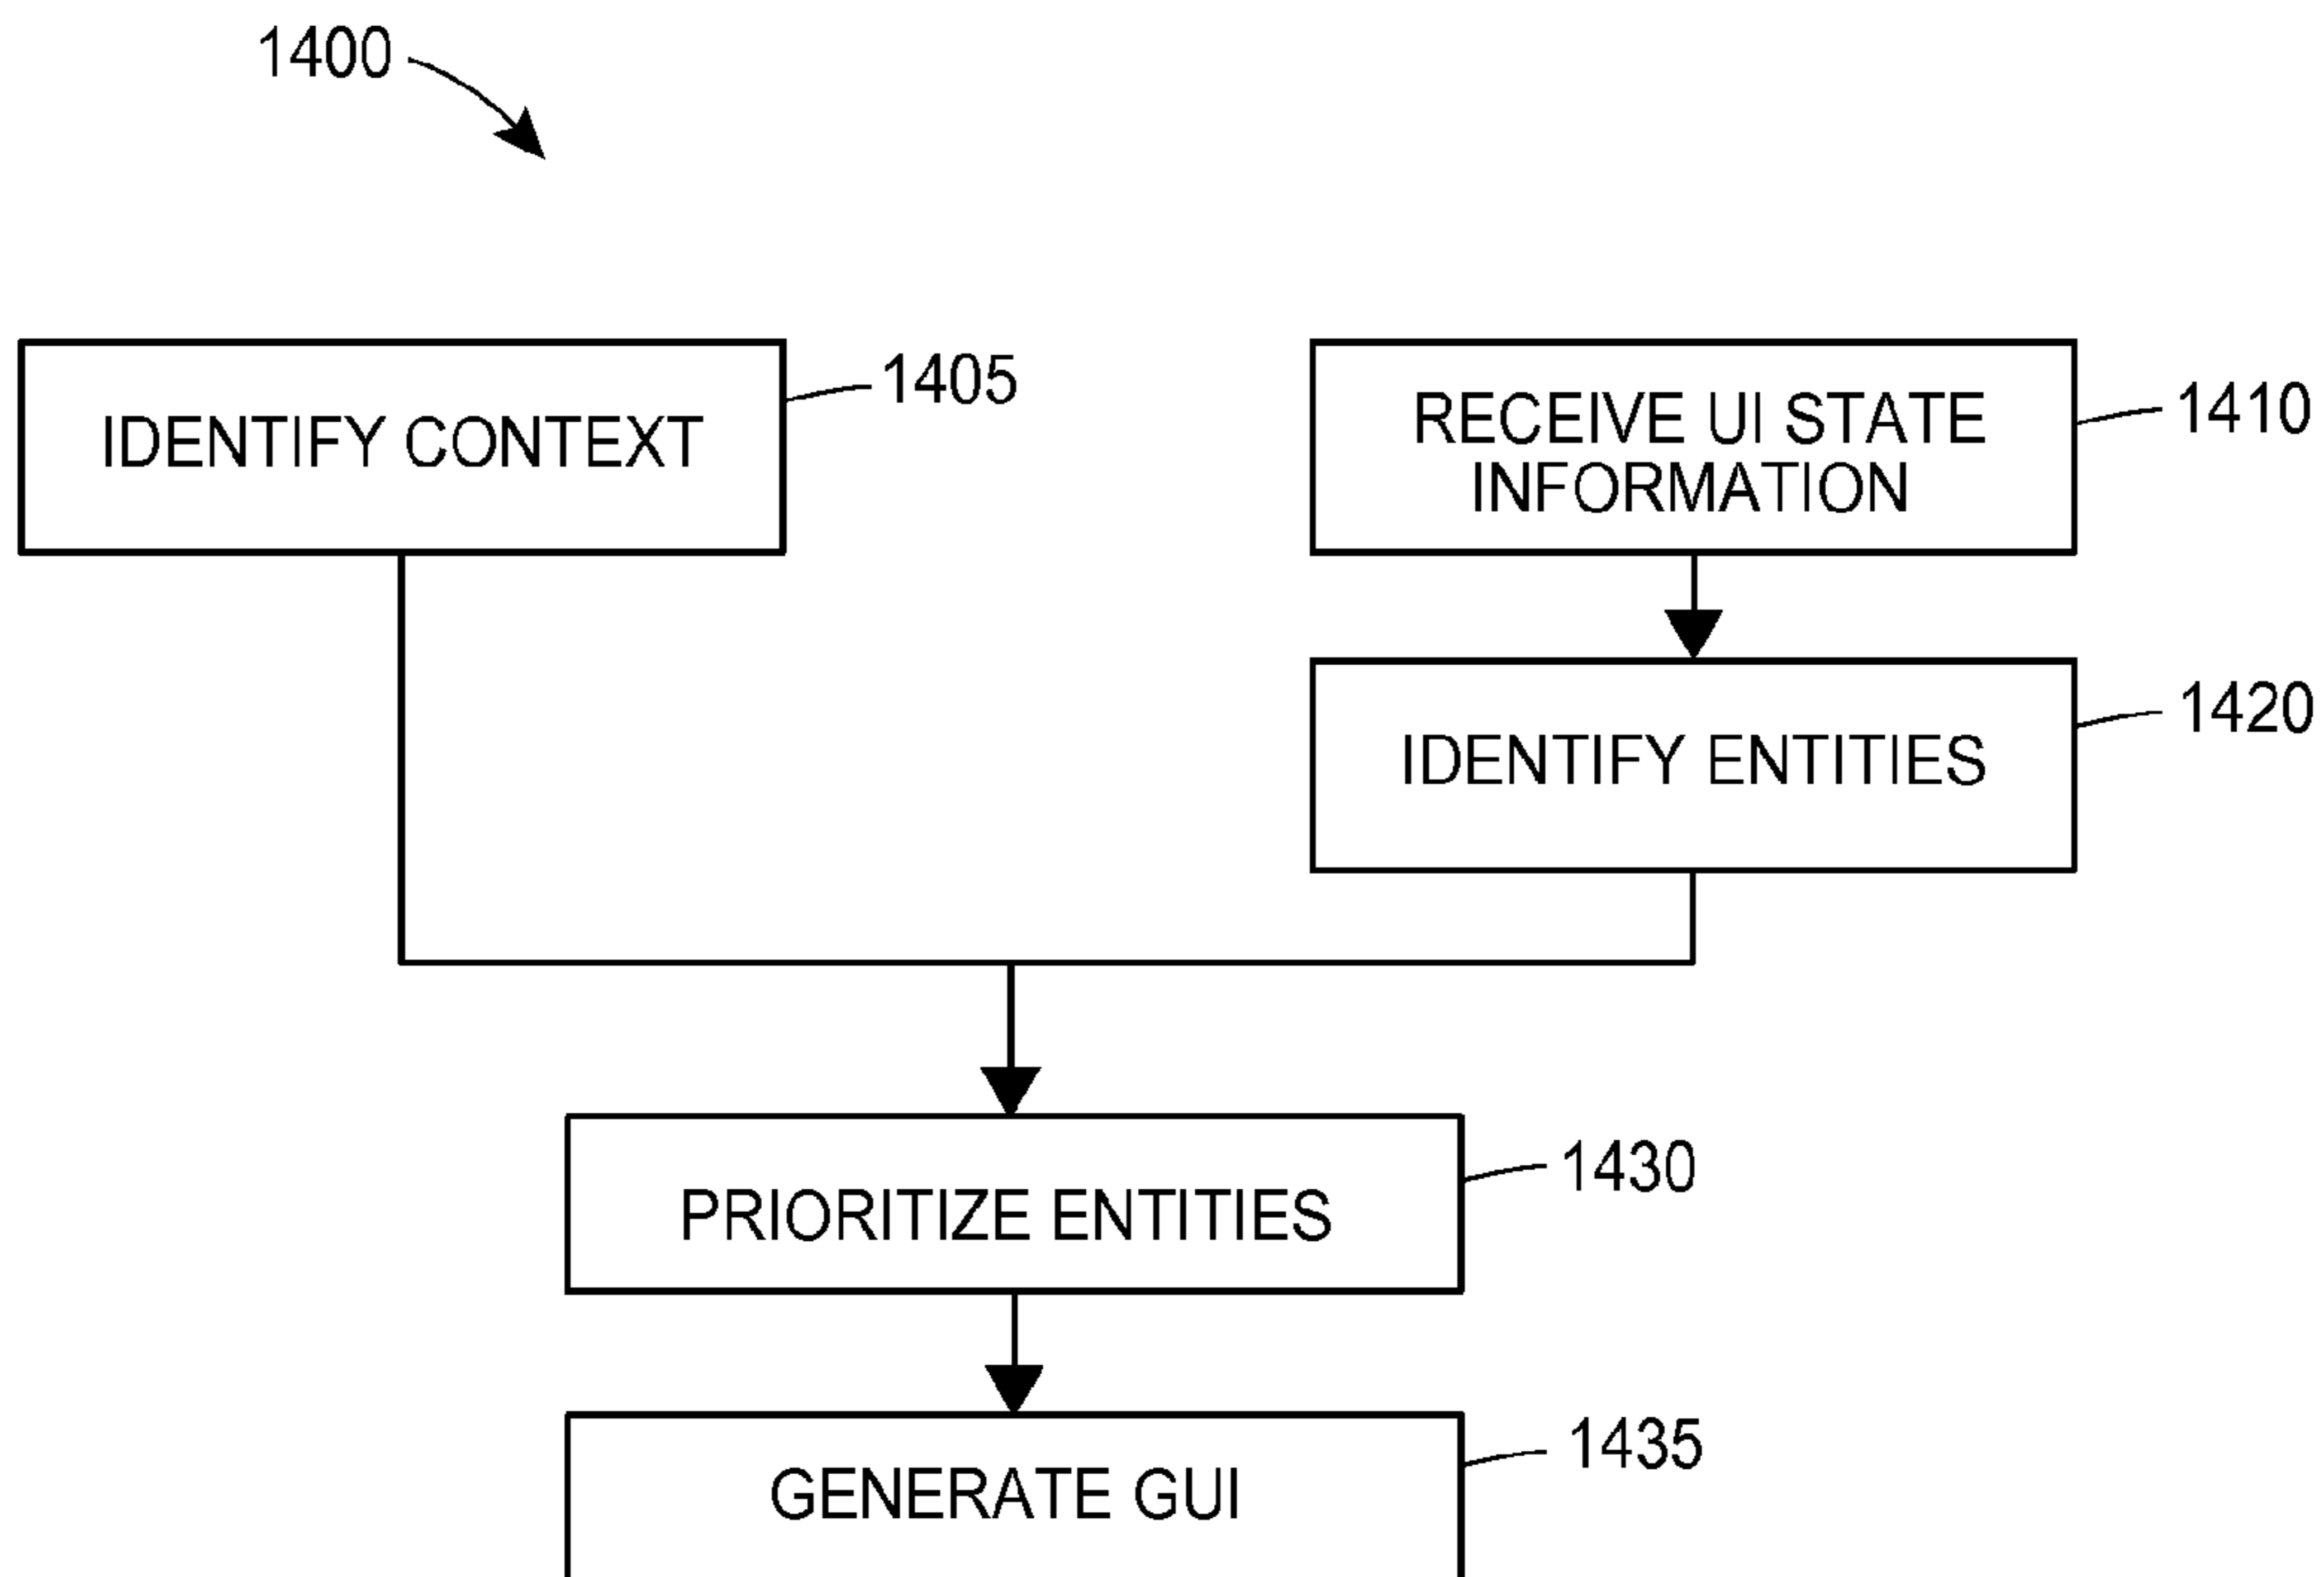 1400
IDENTIFY CONTEXT
1405
RECEIVE UI STATE
INFORMATION
1410
IDENTIFY ENTITIES
1420
PRIORITIZE ENTITIES
1430
GENERATE GUI
1435